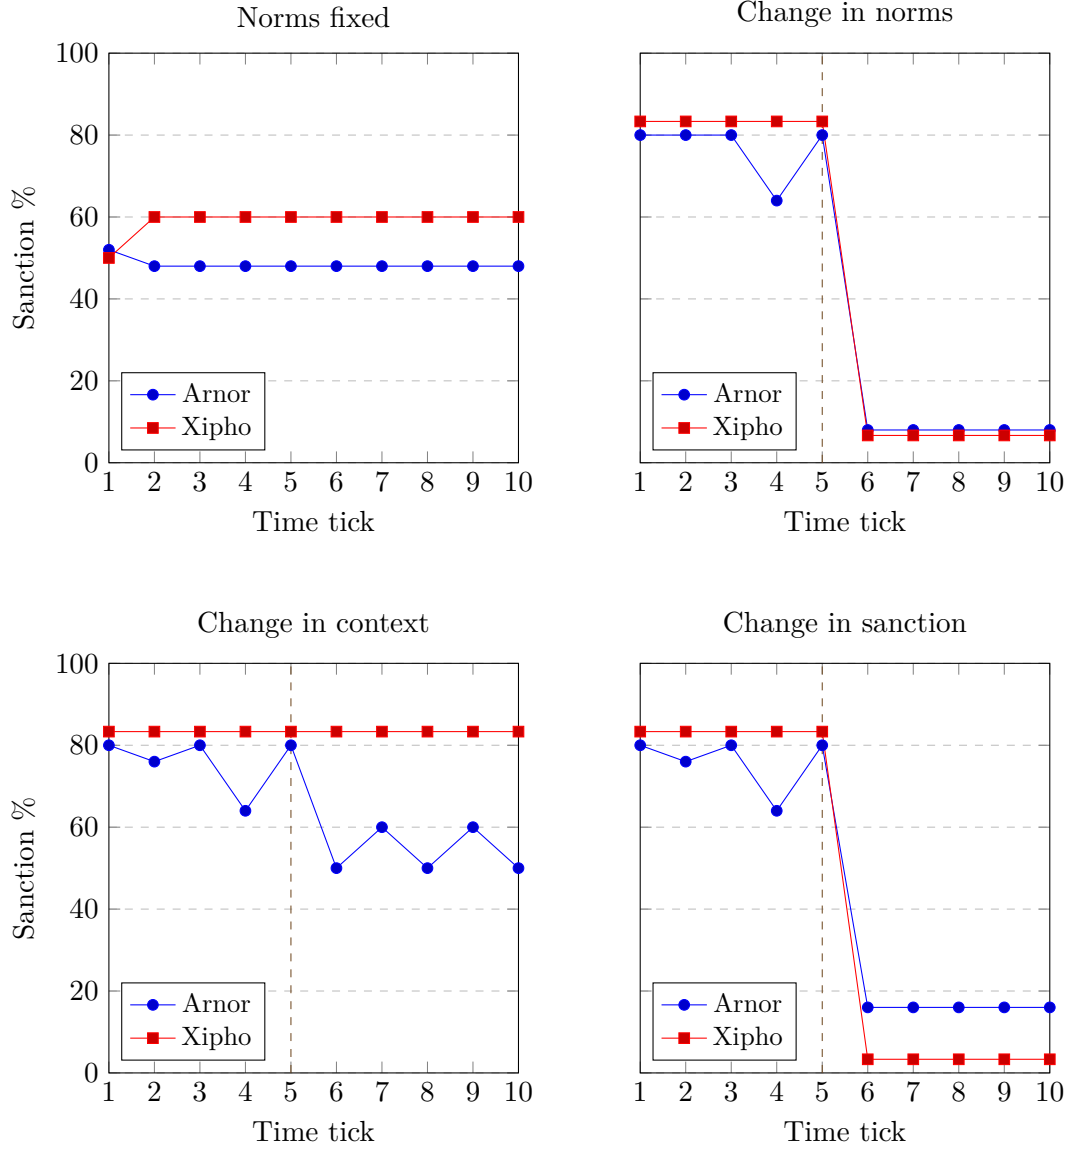 Norms fixed
Sanction %
100
80
60
40
20
0
Arnor
Xipho
1 2 3 4 5 6 7 8 9 10
Time tick
Change in norms
Arnor
Xipho
1 2 3 4 5 6 7 8 9 10
Time tick
Change in context
Sanction %
100
80
60
40
20
0
Arnor
Xipho
1 2 3 4 5 6 7 8 9 10
Time tick
Change in sanction
Arnor
Xipho
1 2 3 4 5 6 7 8 9 10
Time tick